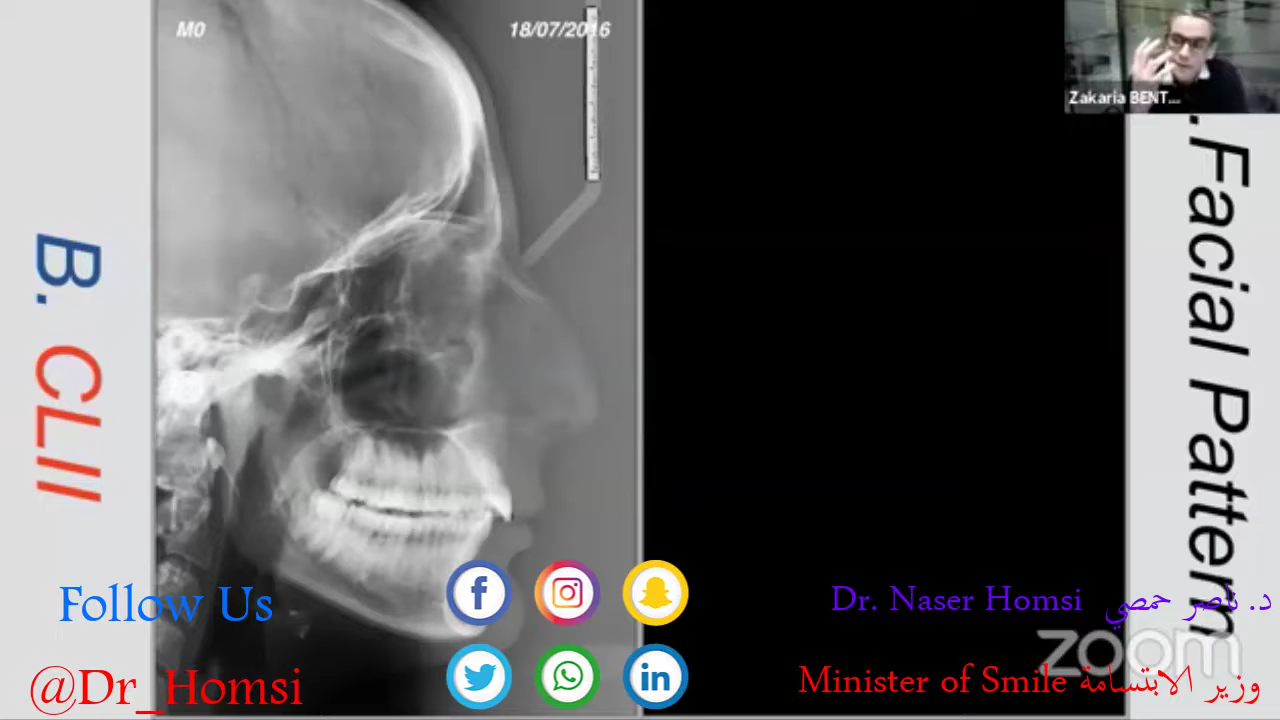 M0
18/07/2016
Zakaria BENT...
..Facial Pattern
B. CLII
Follow Us
@Dr_Homsi
Dr. Naser Homsi د. ناصر حمصي
zoom
Minister of Smile وزير الابتسامة